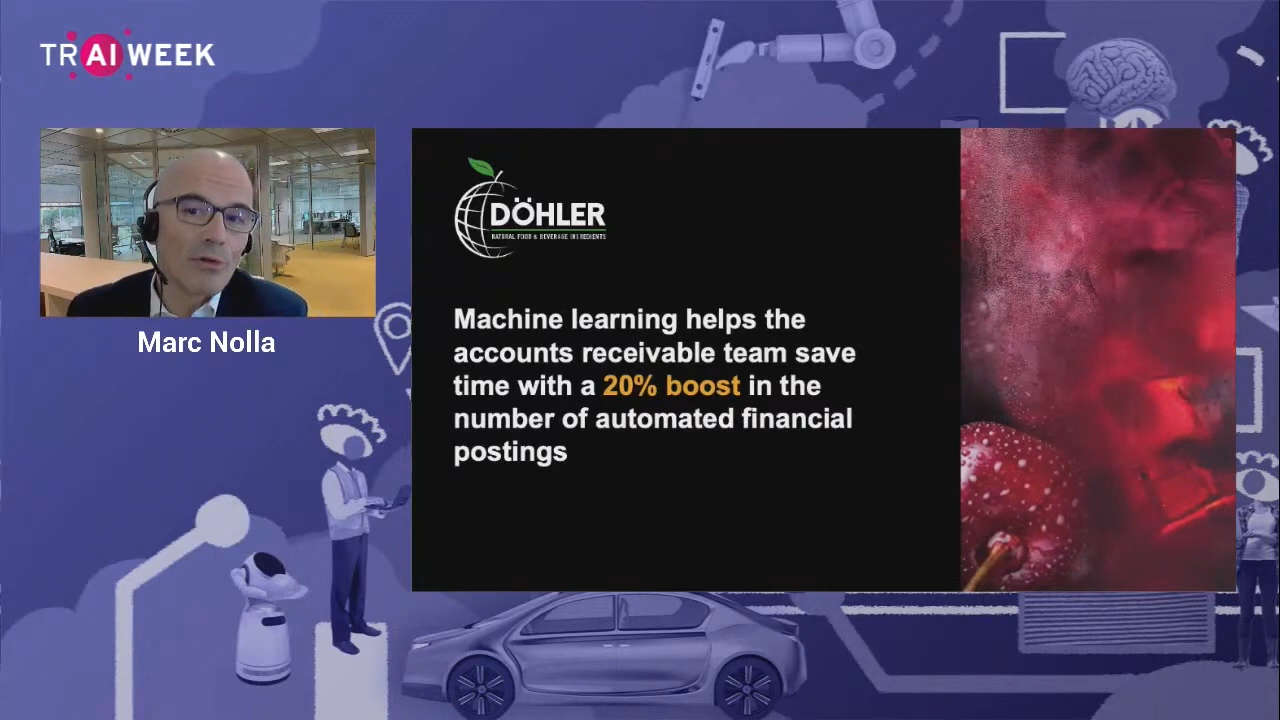 TRAIWEEK
Marc Nolla
DÖHLER
NATURAL FOOD & BEVERAGE INGREDIENTS
Machine learning helps the
accounts receivable team save
time with a 20% boost in the
number of automated financial
postings